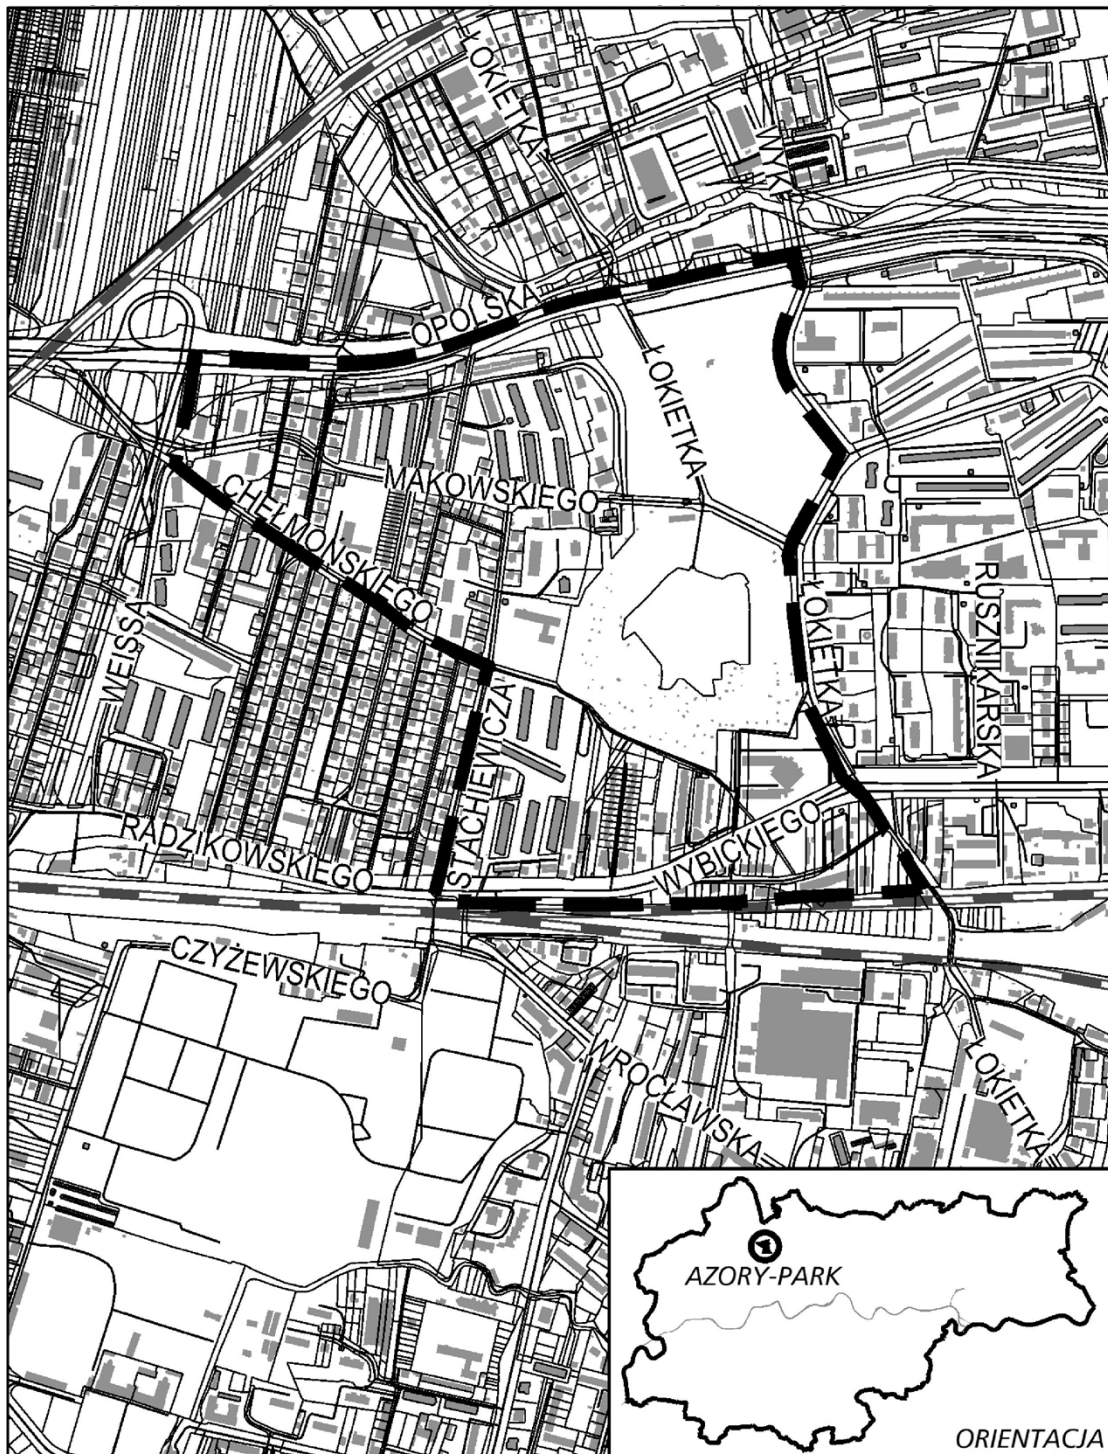 ŁOKIETKA
OPOLSKA
ŁOKIETKA
MAKOWSKIEGO
CHEŁMOŃSKIEGO
WEISSA
ŁOKIETKA
RUSZNIKARSKA
STACHIEWICZA
RADZIKOWSKIEGO
WYBICKIEGO
CZYŻEWSKIEGO
WROCŁAWSKA
ŁOKIETKA
AZORY-PARK
ORIENTACJA